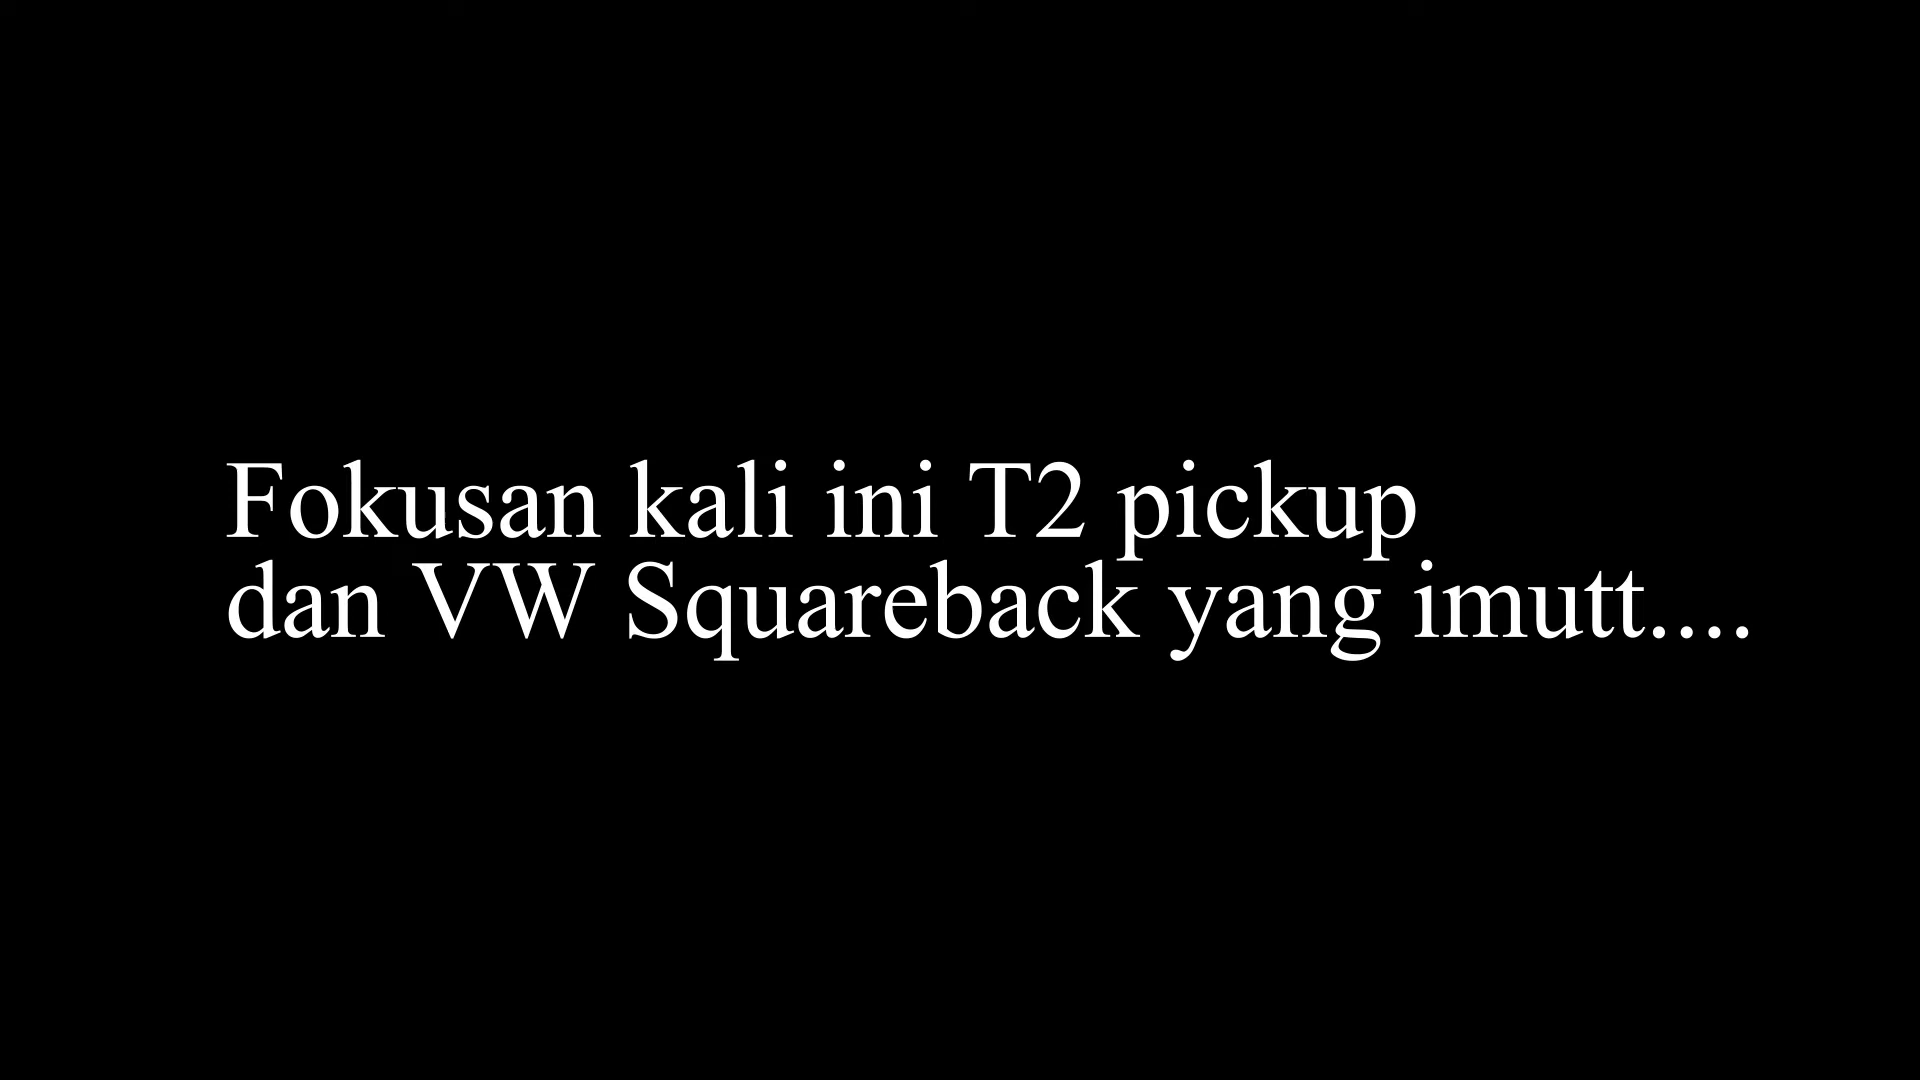 Fokusan kali ini T2 pickup
dan VW Squareback yang imutt....